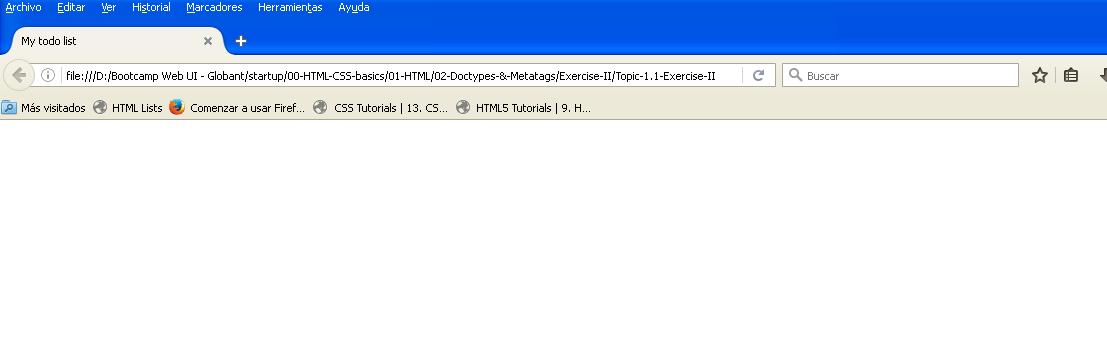 Archivo Editar Ver Historial Marcadores Herramientas Ayuda
My todo list
file:///D:/Bootcamp Web UI - Globant/startup/00-HTML-CSS-basics/01-HTML/02-Doctypes-&-Metatags/Exercise-II/Topic-1.1-Exercise-II Buscar
Más visitados HTML Lists Comenzar a usar Firef... CSS Tutorials | 13. CS... HTML5 Tutorials | 9. H...